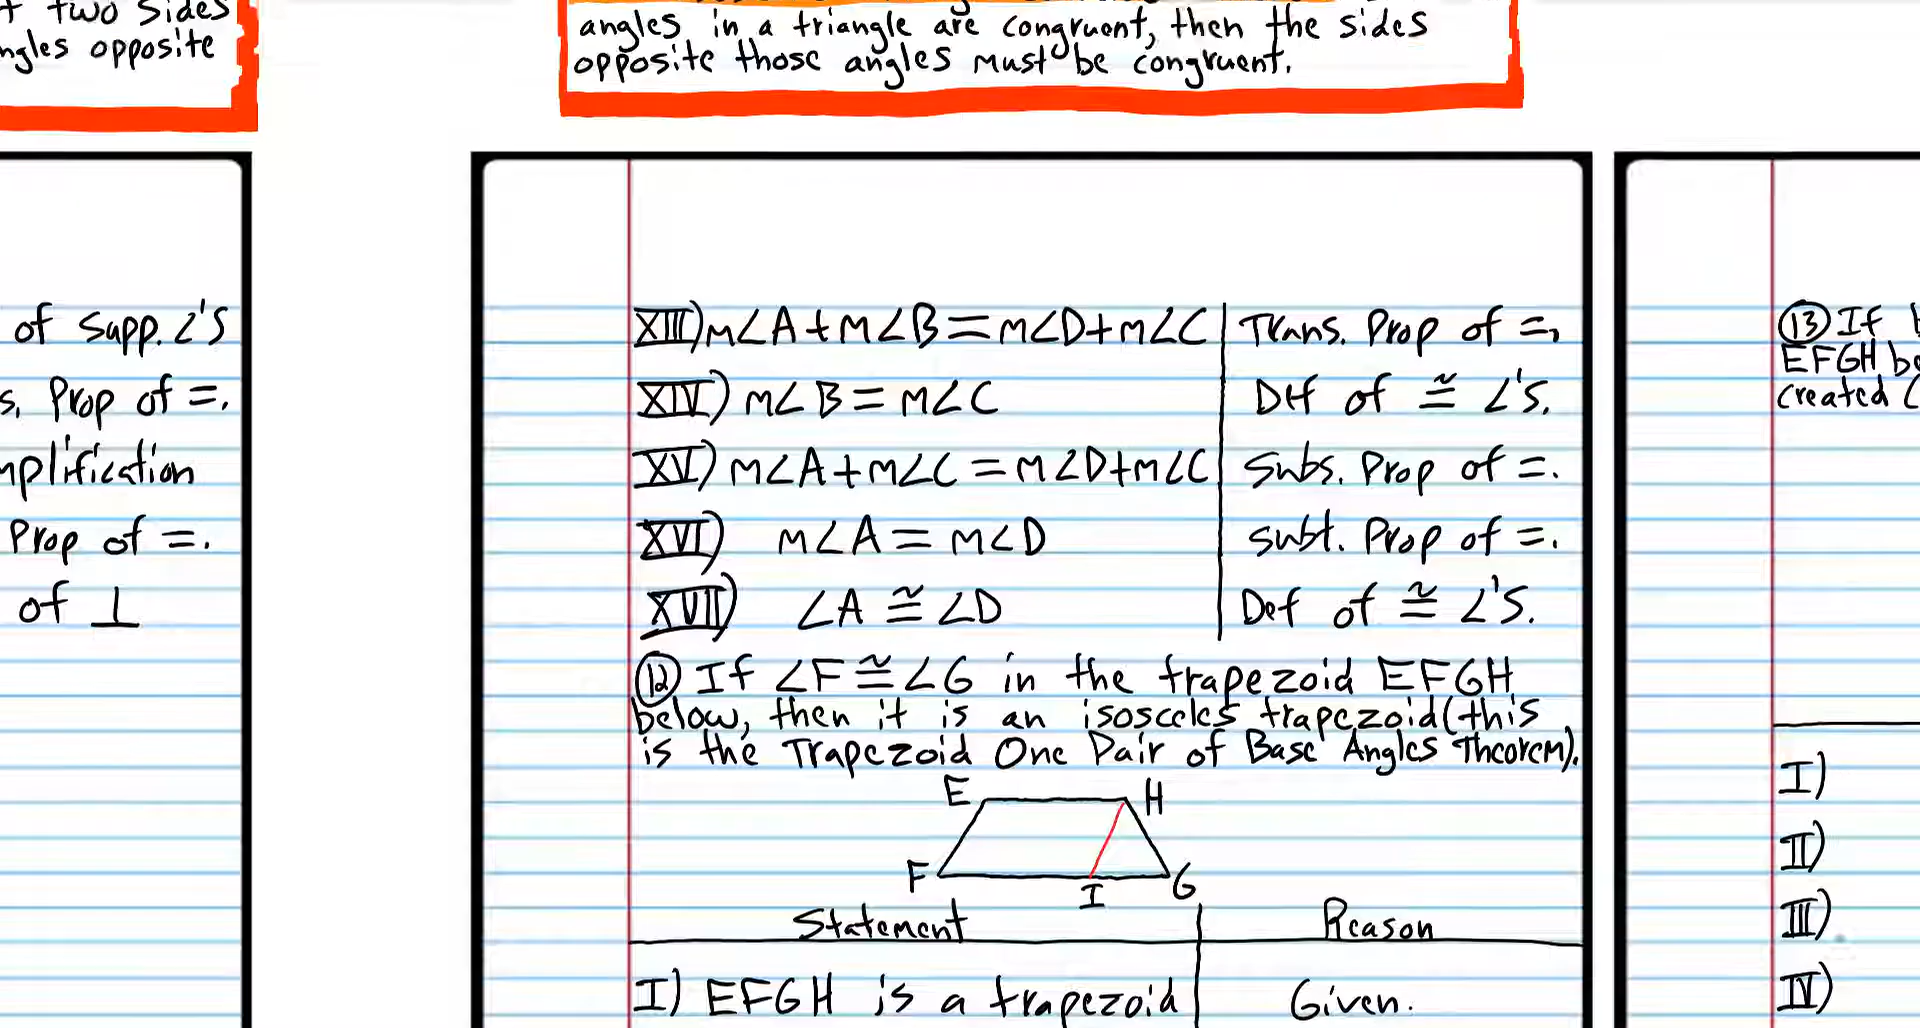 t two sides
ngles opposite
angles in a triangle are congruent, then the sides
opposite those angles must be congruent.
of Supp. ∠'S
s. Prop of =.
mplification
Prop of =.
of ⊥
XIII) m∠A+m∠B=m∠D+m∠C | Trans. Prop of =,
XIV) m∠B=m∠C | Def of ≅ ∠'S.
XV) m∠A+m∠C=m∠D+m∠C | Subs. Prop of =.
XVI) m∠A=m∠D | Subt. Prop of =.
XVII) ∠A≅∠D | Def of ≅ ∠'S.
⑫ If ∠F≅∠G in the trapezoid EFGH
below, then it is an isosceles trapezoid (this
is the Trapezoid One Pair of Base Angles Theorem).
E H
F I G
Statement | Reason
I) EFGH is a trapezoid | Given.
⑬ If
EFGH be
created (
I)
II)
III)
IV)